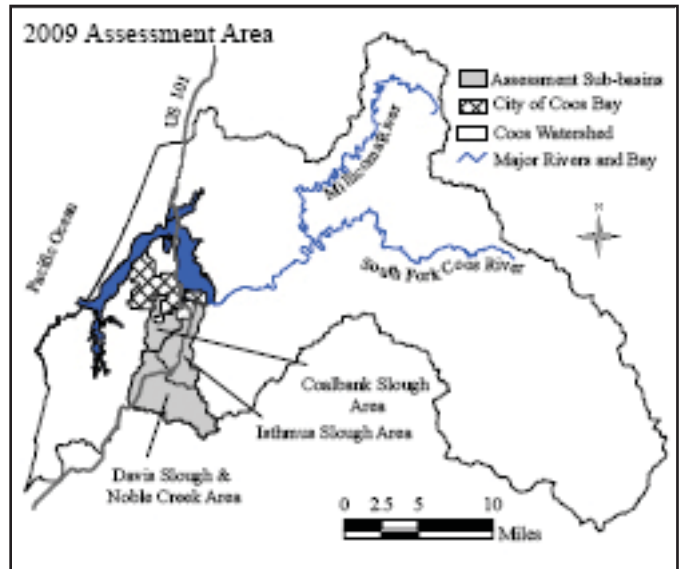 2009 Assessment Area
US 101
Assessment Sub-basins
City of Coos Bay
Coos Watershed
Major Rivers and Bay
Millicoma River
N
Pacific Ocean
South Fork Coos River
Coalbank Slough
Area
Isthmus Slough Area
Davis Slough &
Noble Creek Area
0 2.5 5 10
Miles